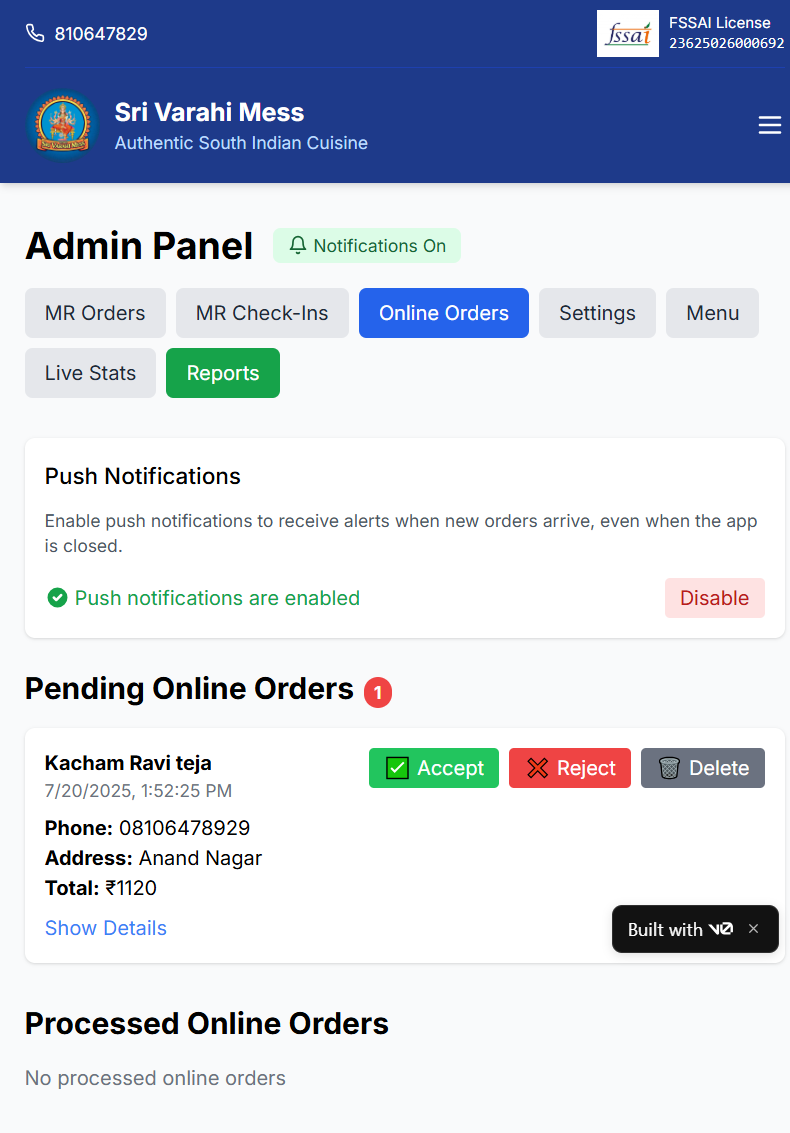 810647829
fssai
FSSAI License
23625026000692
Sri Varahi Mess
Sri Varahi Mess
Authentic South Indian Cuisine
Admin Panel
Notifications On
MR Orders
MR Check-Ins
Online Orders
Settings
Menu
Live Stats
Reports
Push Notifications
Enable push notifications to receive alerts when new orders arrive, even when the app
is closed.
Push notifications are enabled
Disable
Pending Online Orders 1
Kacham Ravi teja
7/20/2025, 1:52:25 PM
Accept
Reject
Delete
Phone: 08106478929
Address: Anand Nagar
Total: ₹1120
Show Details
Built with v0
Processed Online Orders
No processed online orders